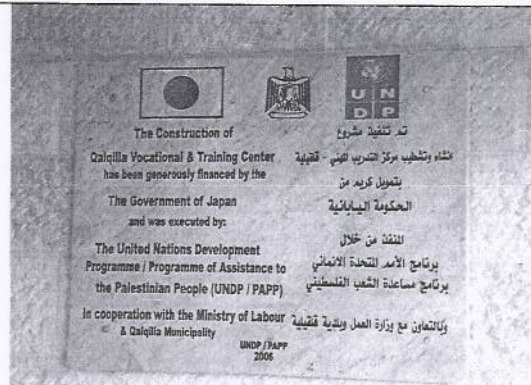 UN
DP
The Construction of
Qalqilla Vocational & Training Center
has been generously financed by the
The Government of Japan
and was executed by:
The United Nations Development
Programme / Programme of Assistance to
the Palestinian People (UNDP / PAPP)
In cooperation with the Ministry of Labour
& Qalqilia Municipality
UNDP / PAPP
2006
تم تنفيذ مشروع
انشاء وتشطيب مركز التدريب المهني - قلقيلية
بتمويل كريم من
الحكومة اليابانية
المنفذ من خلال
برنامج الأمم المتحدة الانمائي
برنامج مساعدة الشعب الفلسطيني
وبالتعاون مع وزارة العمل وبلدية قلقيلية